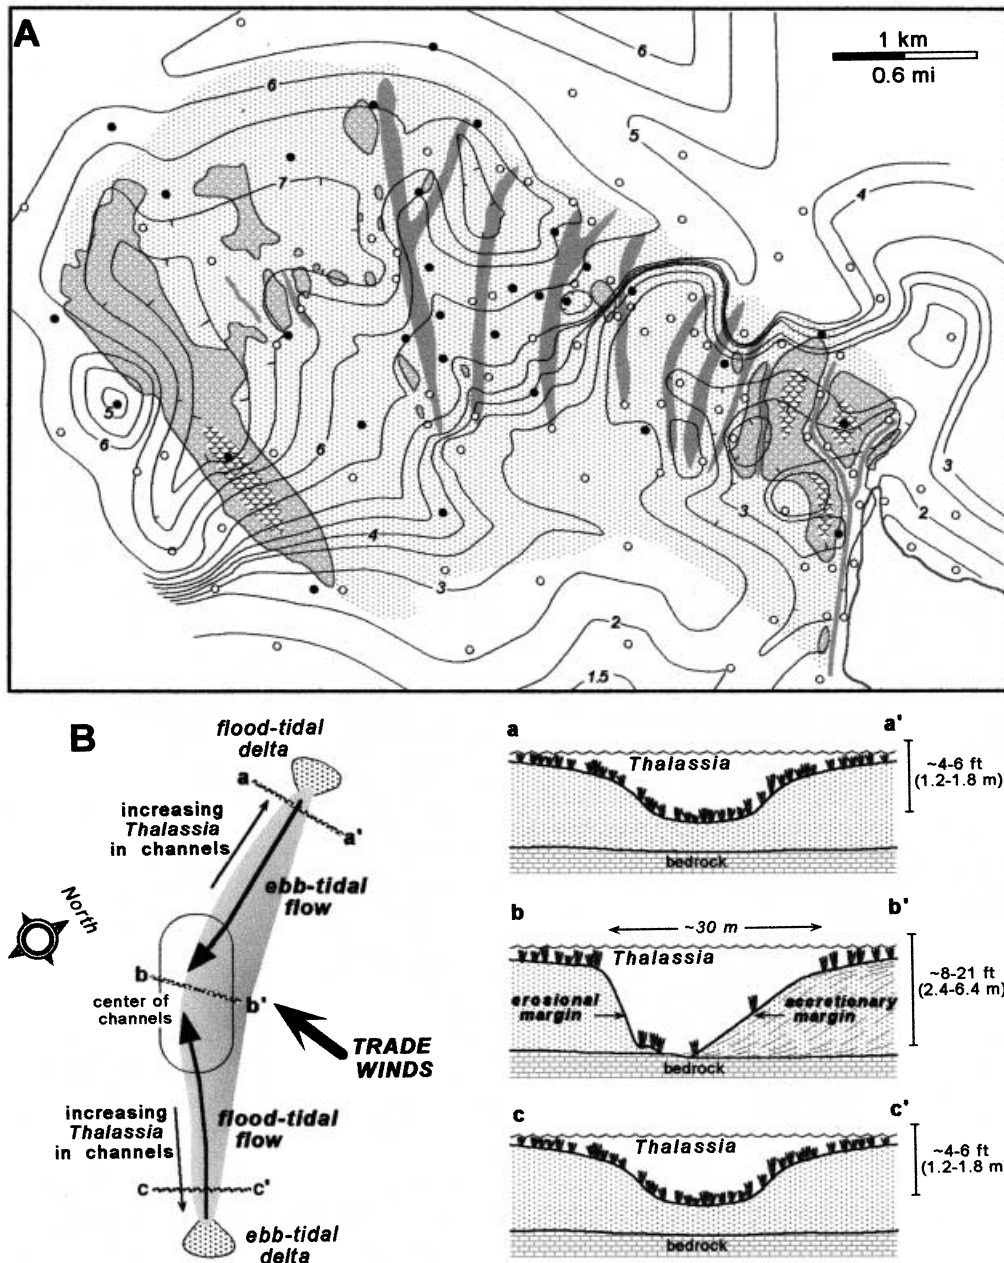 A
1 km
0.6 mi
6
6
5
4
7
5
6
6
4
3
3
3
2
2
1.5
B
flood-tidal
delta
a
a'
increasing
Thalassia
in channels
ebb-tidal
flow
North
b
b'
center of
channels
TRADE
WINDS
increasing
Thalassia
in channels
flood-tidal
flow
c
c'
ebb-tidal
delta
a
a'
Thalassia
~4-6 ft
(1.2-1.8 m)
bedrock
b
b'
~30 m
Thalassia
erosional
margin
accretionary
margin
~8-21 ft
(2.4-6.4 m)
bedrock
c
c'
Thalassia
~4-6 ft
(1.2-1.8 m)
bedrock